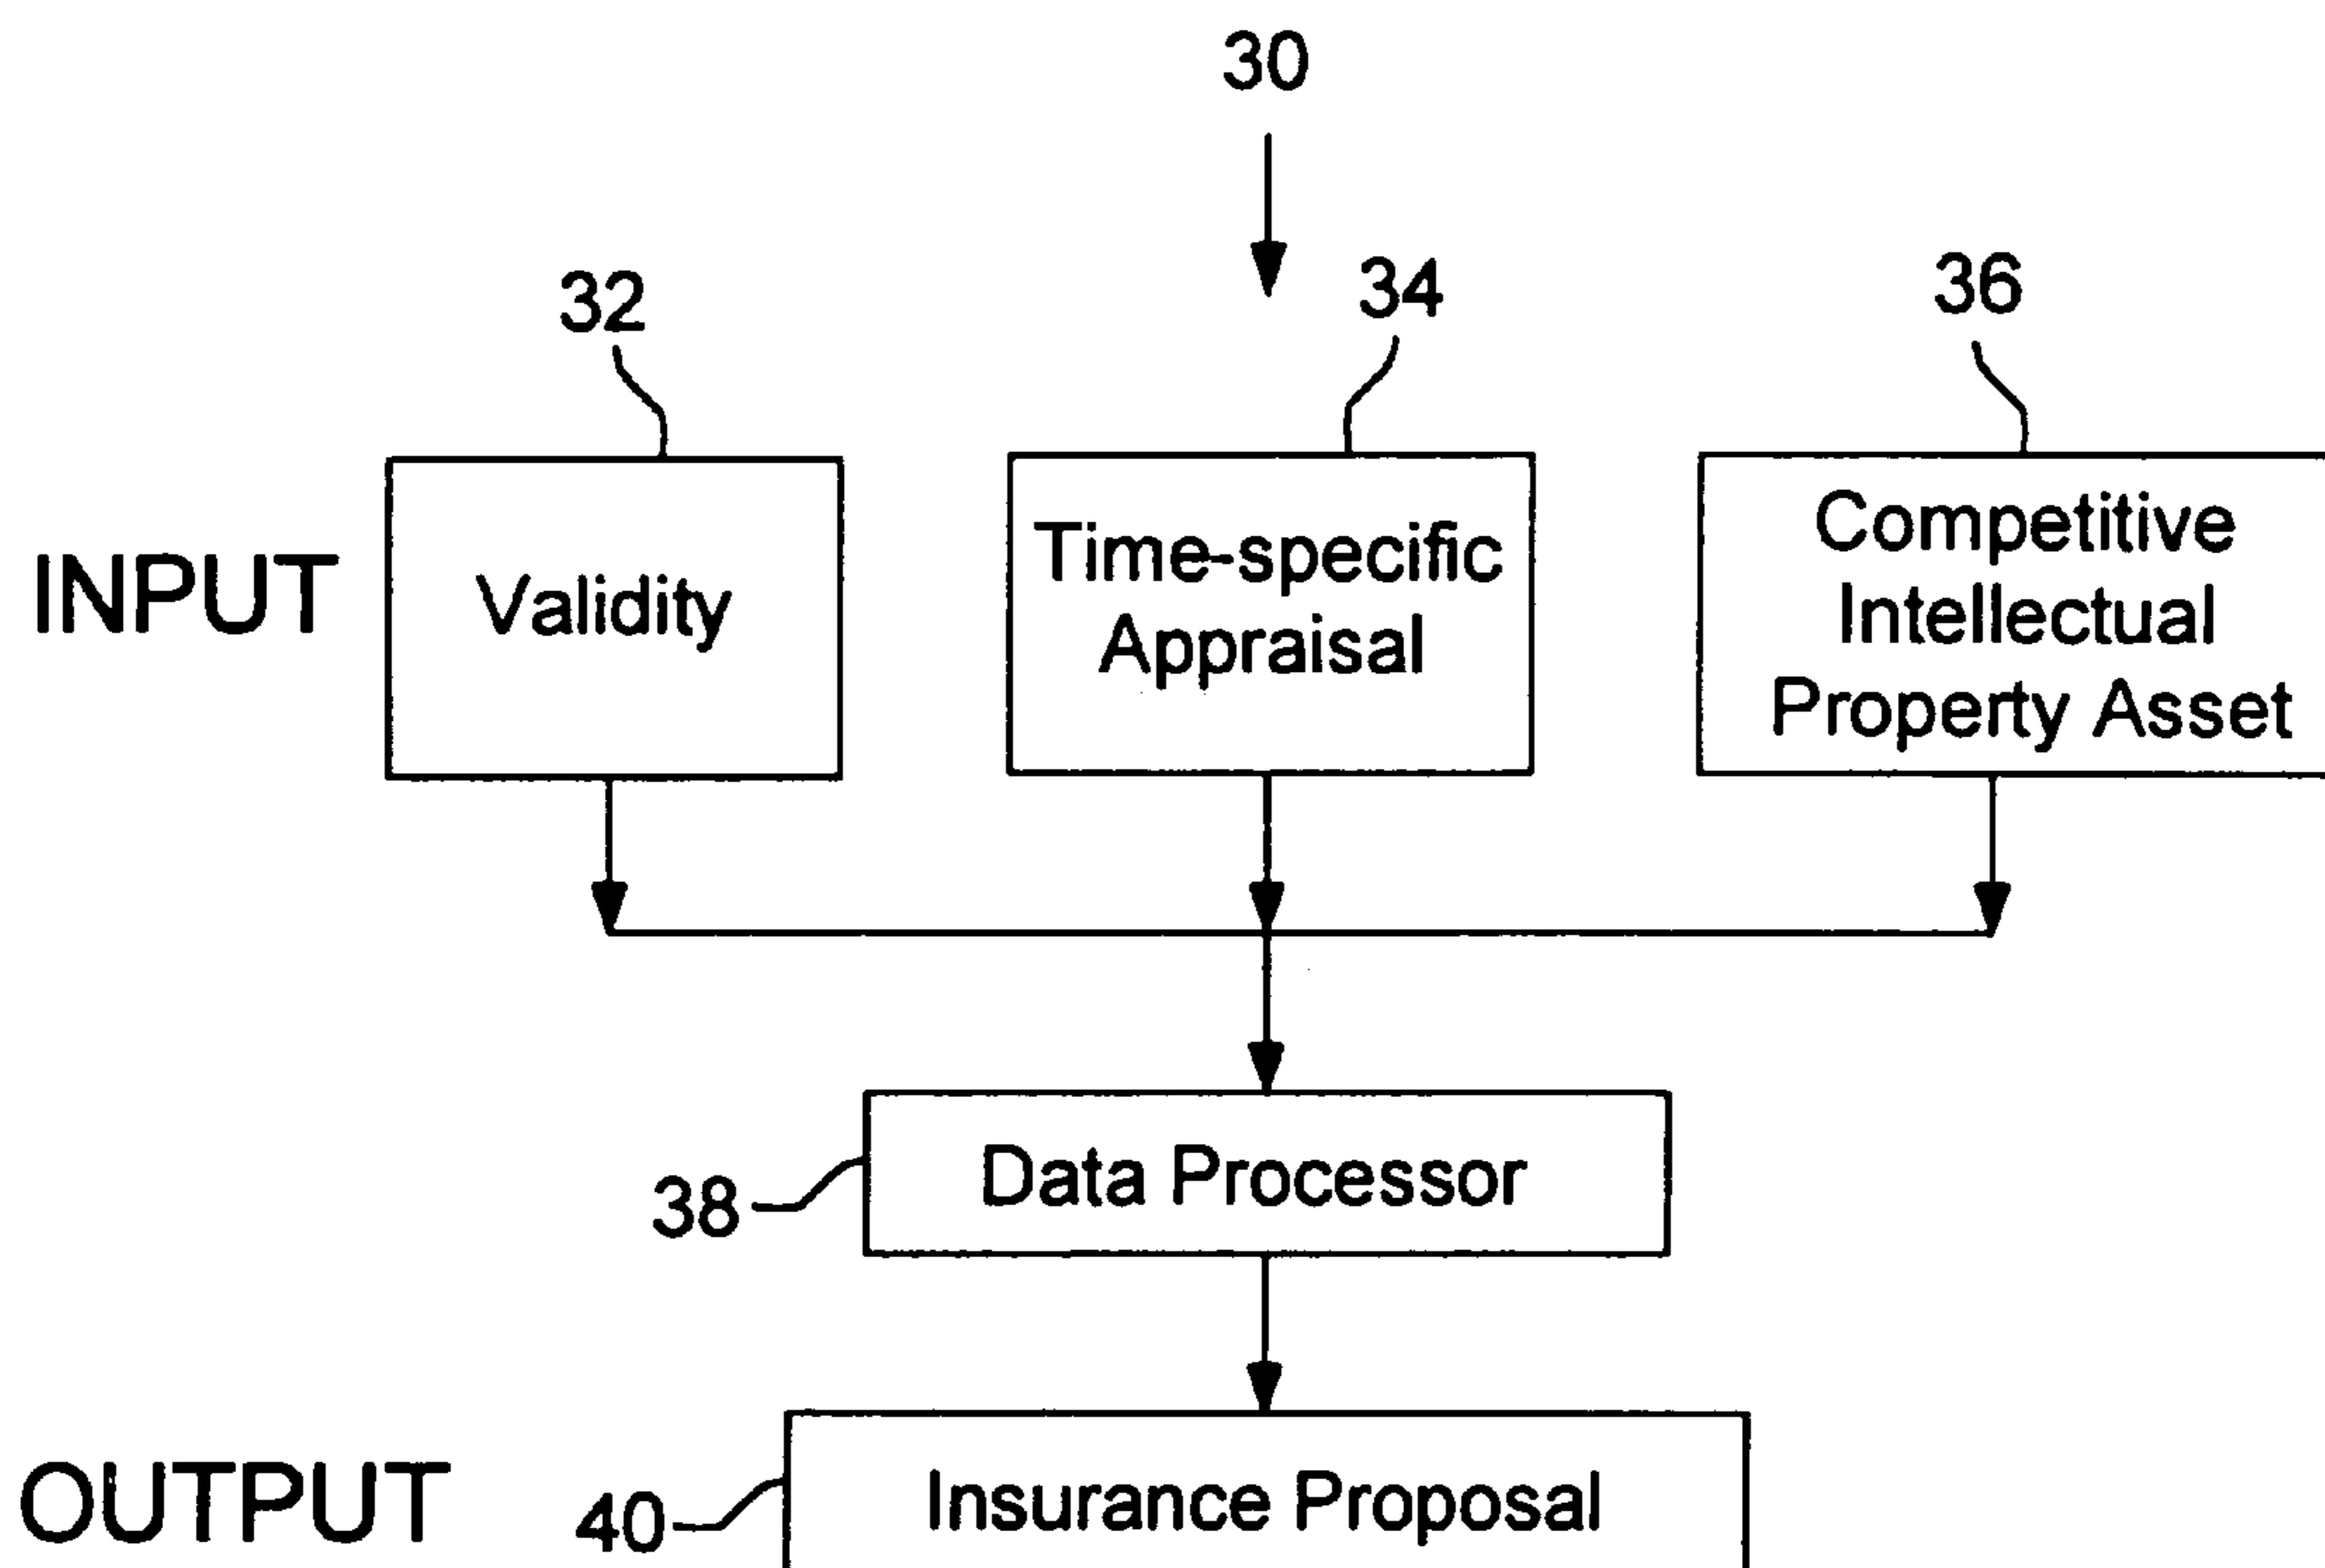 30
32
34
36
INPUT
Validity
Time-specific
Appraisal
Competitive
Intellectual
Property Asset
38
Data Processor
OUTPUT
40
Insurance Proposal